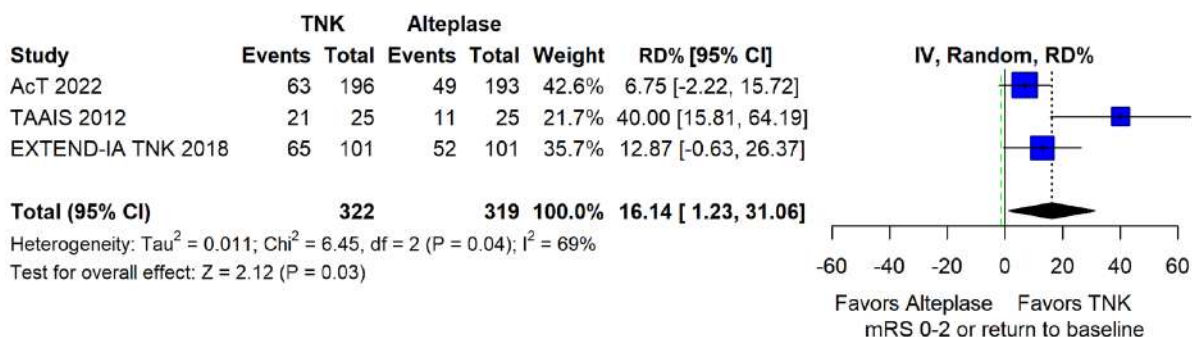 TNK Alteplase
Study Events Total Events Total Weight RD% [95% CI] IV, Random, RD%
AcT 2022 63 196 49 193 42.6% 6.75 [-2.22, 15.72]
TAAIS 2012 21 25 11 25 21.7% 40.00 [15.81, 64.19]
EXTEND-IA TNK 2018 65 101 52 101 35.7% 12.87 [-0.63, 26.37]
Total (95% CI) 322 319 100.0% 16.14 [ 1.23, 31.06]
Heterogeneity: Tau² = 0.011; Chi² = 6.45, df = 2 (P = 0.04); I² = 69%
Test for overall effect: Z = 2.12 (P = 0.03)
-60 -40 -20 0 20 40 60
Favors Alteplase Favors TNK
mRS 0-2 or return to baseline